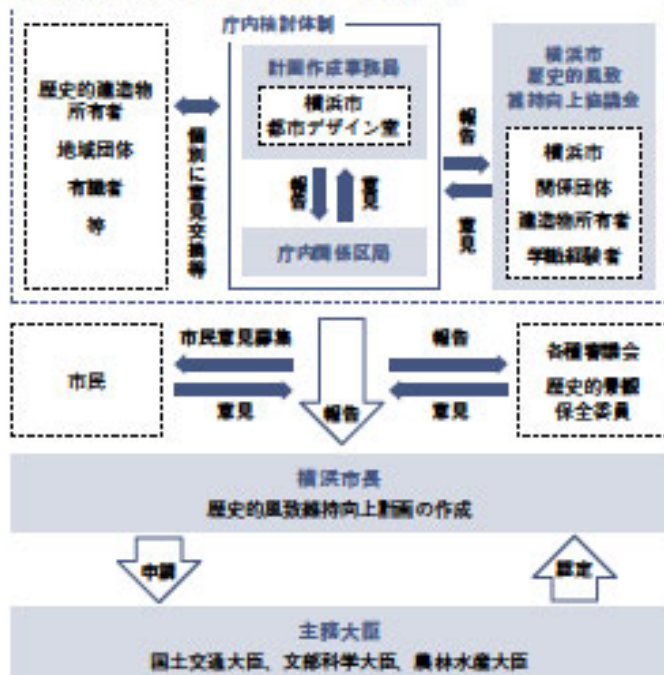 庁内検討体制
歴史的建造物
所有者
地域団体
有識者
等
個別に意見交換等
計画作成事務局
横浜市
都市デザイン室
報告
意見
庁内関係区局
報告
意見
横浜市
歴史的風致
維持向上協議会
横浜市
関係団体
建造物所有者
学識経験者
市民
市民意見募集
意見
報告
報告
意見
各種審議会
歴史的景観
保全委員
横浜市長
歴史的風致維持向上計画の作成
申請
認定
主務大臣
国土交通大臣、文部科学大臣、農林水産大臣